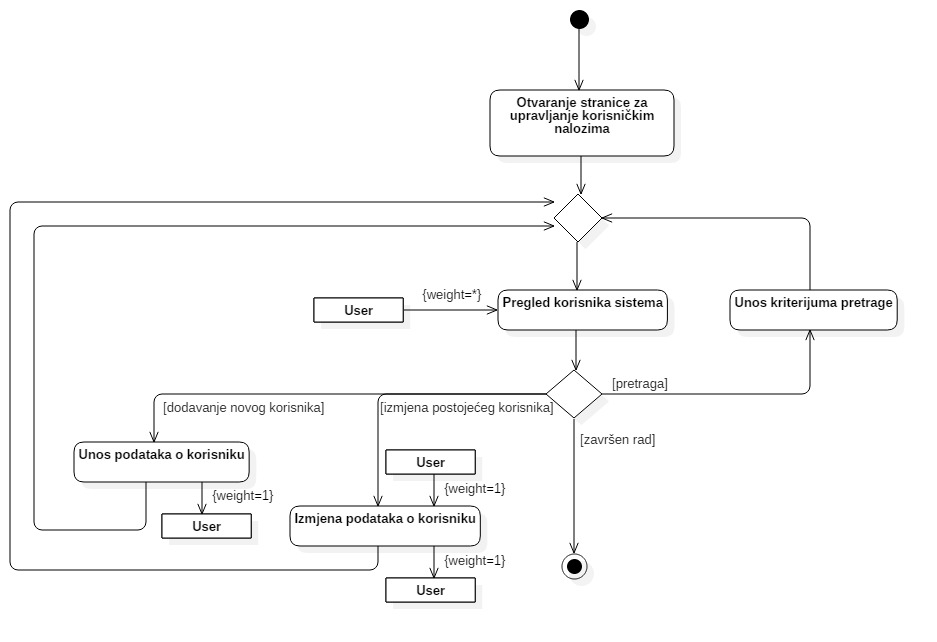 Otvaranje stranice za
upravljanje korisničkim
nalozima
{weight=*}
User
Pregled korisnika sistema
Unos kriterijuma pretrage
[pretraga]
[dodavanje novog korisnika]
[izmjena postojećeg korisnika]
[završen rad]
Unos podataka o korisniku
User
{weight=1}
{weight=1}
User
Izmjena podataka o korisniku
{weight=1}
User